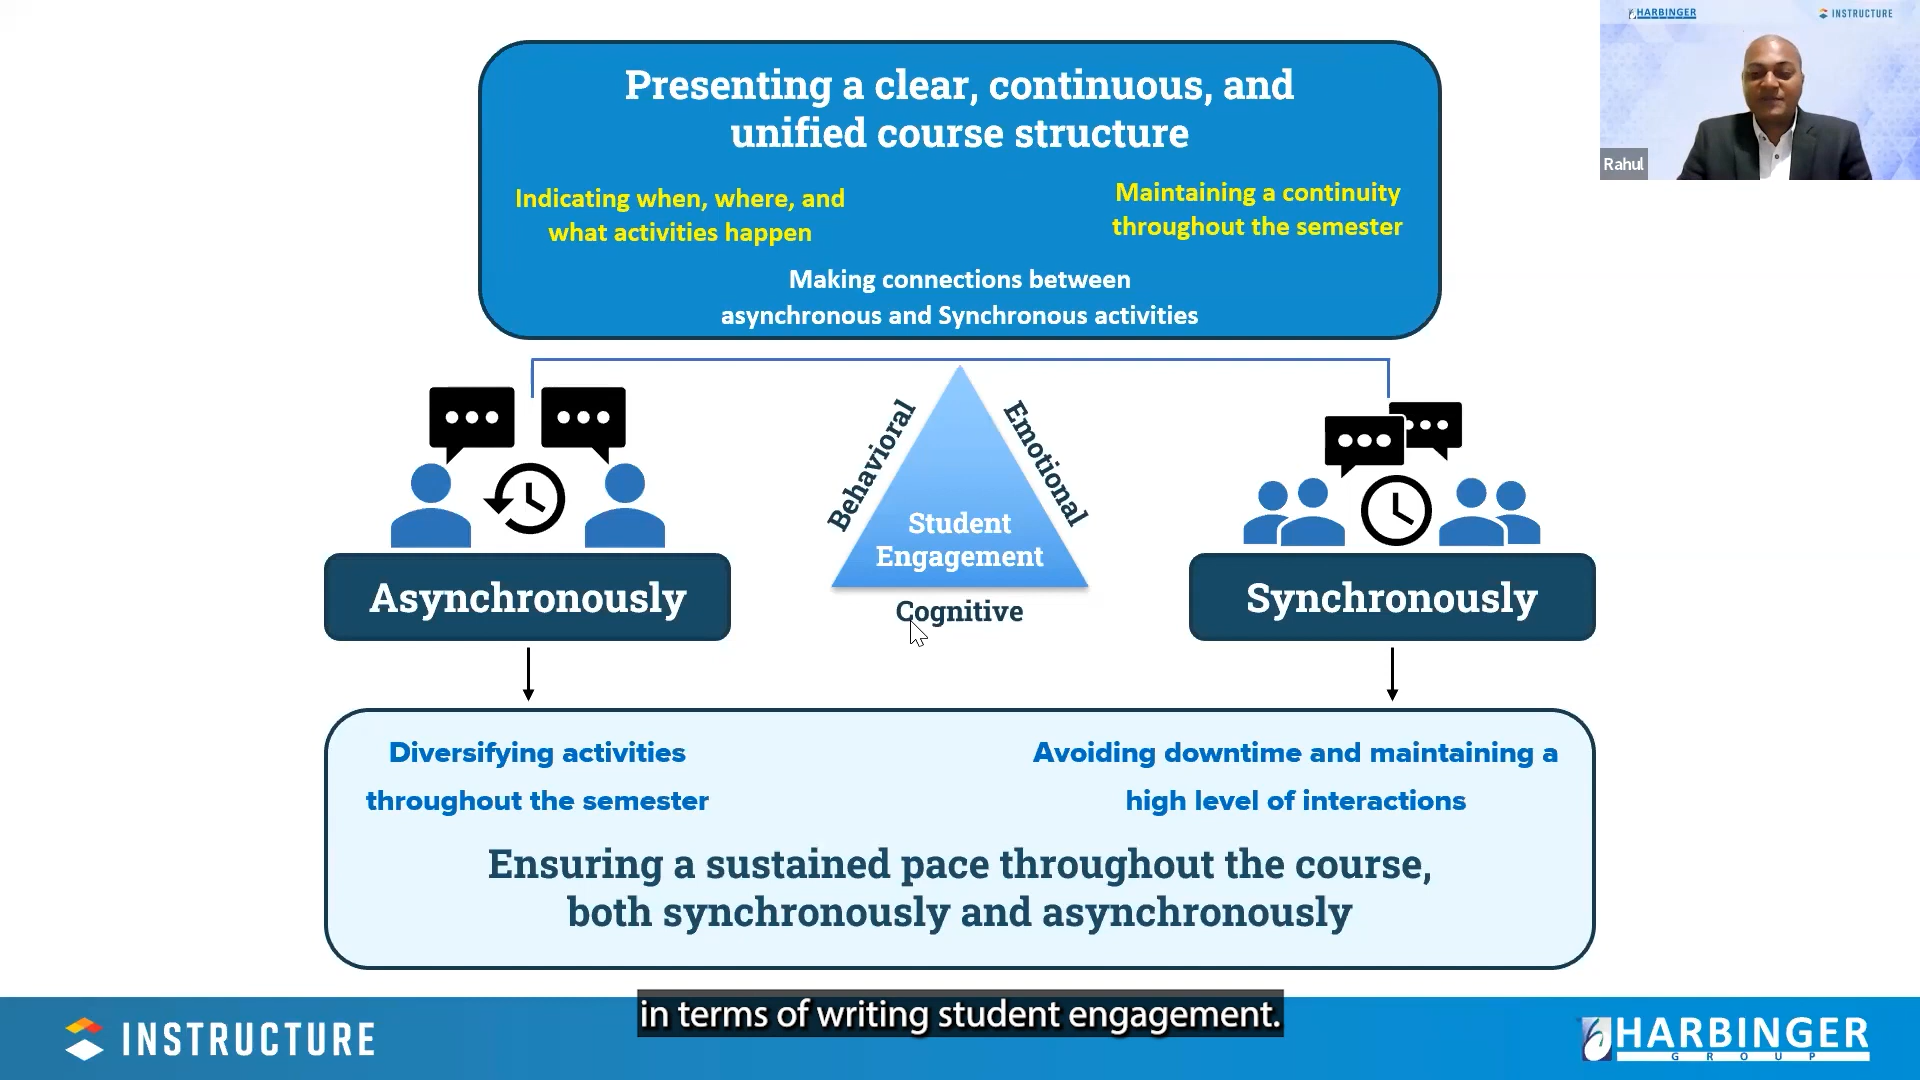 HARBINGER
INSTRUCTURE
Rahul
Presenting a clear, continuous, and
unified course structure
Indicating when, where, and
what activities happen
Maintaining a continuity
throughout the semester
Making connections between
asynchronous and Synchronous activities
Behavioral
Emotional
Student
Engagement
Cognitive
Asynchronously
Synchronously
Diversifying activities
throughout the semester
Avoiding downtime and maintaining a
high level of interactions
Ensuring a sustained pace throughout the course,
both synchronously and asynchronously
in terms of writing student engagement.
INSTRUCTURE
HARBINGER
GROUP